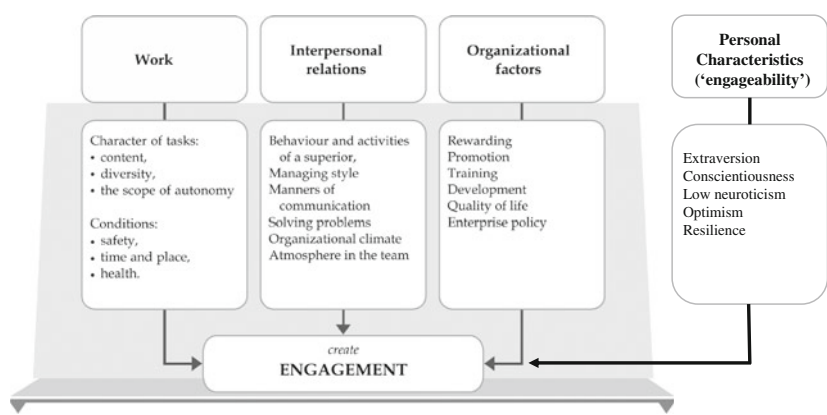 Work
Character of tasks:
• content,
• diversity,
• the scope of autonomy
Conditions:
• safety,
• time and place,
• health.
Interpersonal
relations
Behaviour and activities
of a superior,
Managing style
Manners of
communication
Solving problems
Organizational climate
Atmosphere in the team
Organizational
factors
Rewarding
Promotion
Training
Development
Quality of life
Enterprise policy
Personal
Characteristics
(‘engageability’)
Extraversion
Conscientiousness
Low neuroticism
Optimism
Resilience
create
ENGAGEMENT